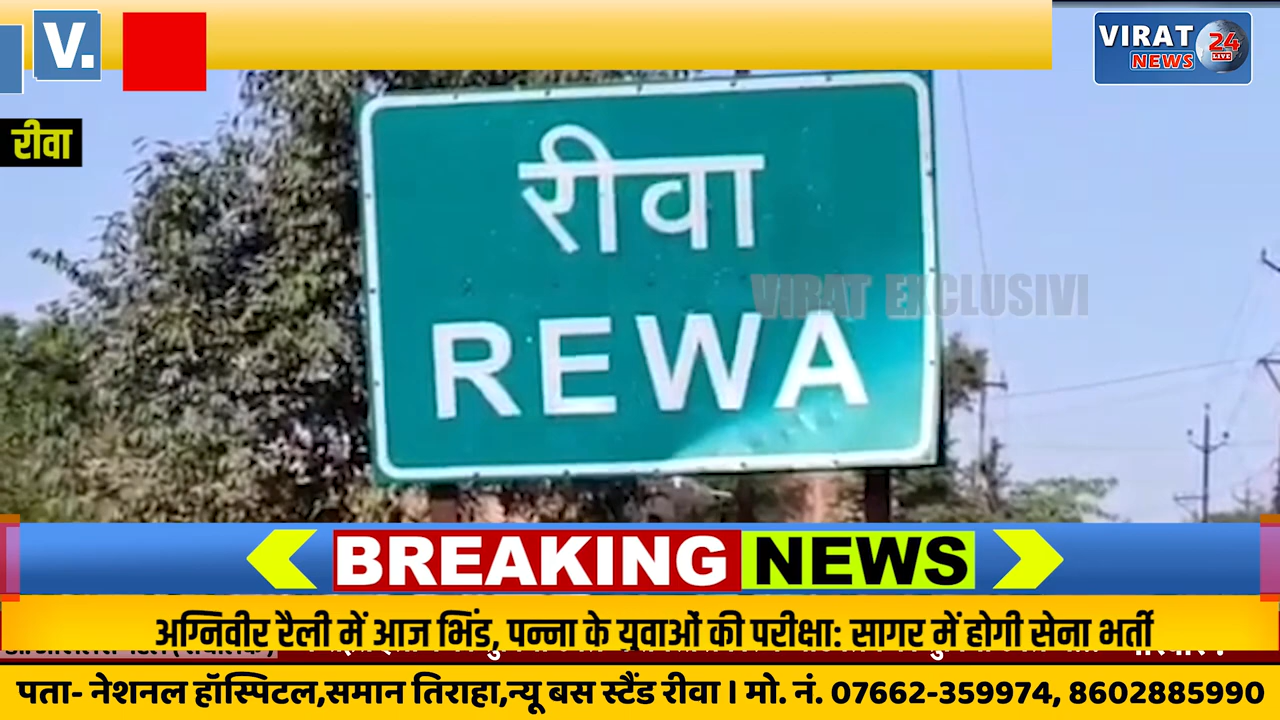 V.
VIRAT
24
NEWS
LIVE
रीवा
रीवा
VIRAT EXCLUSIVI
REWA
BREAKING NEWS
अग्निवीर रैली में आज भिंड, पन्ना के युवाओं की परीक्षा: सागर में होगी सेना भर्ती
पता- नेशनल हॉस्पिटल,समान तिराहा,न्यू बस स्टैंड रीवा । मो. नं. 07662-359974, 8602885990